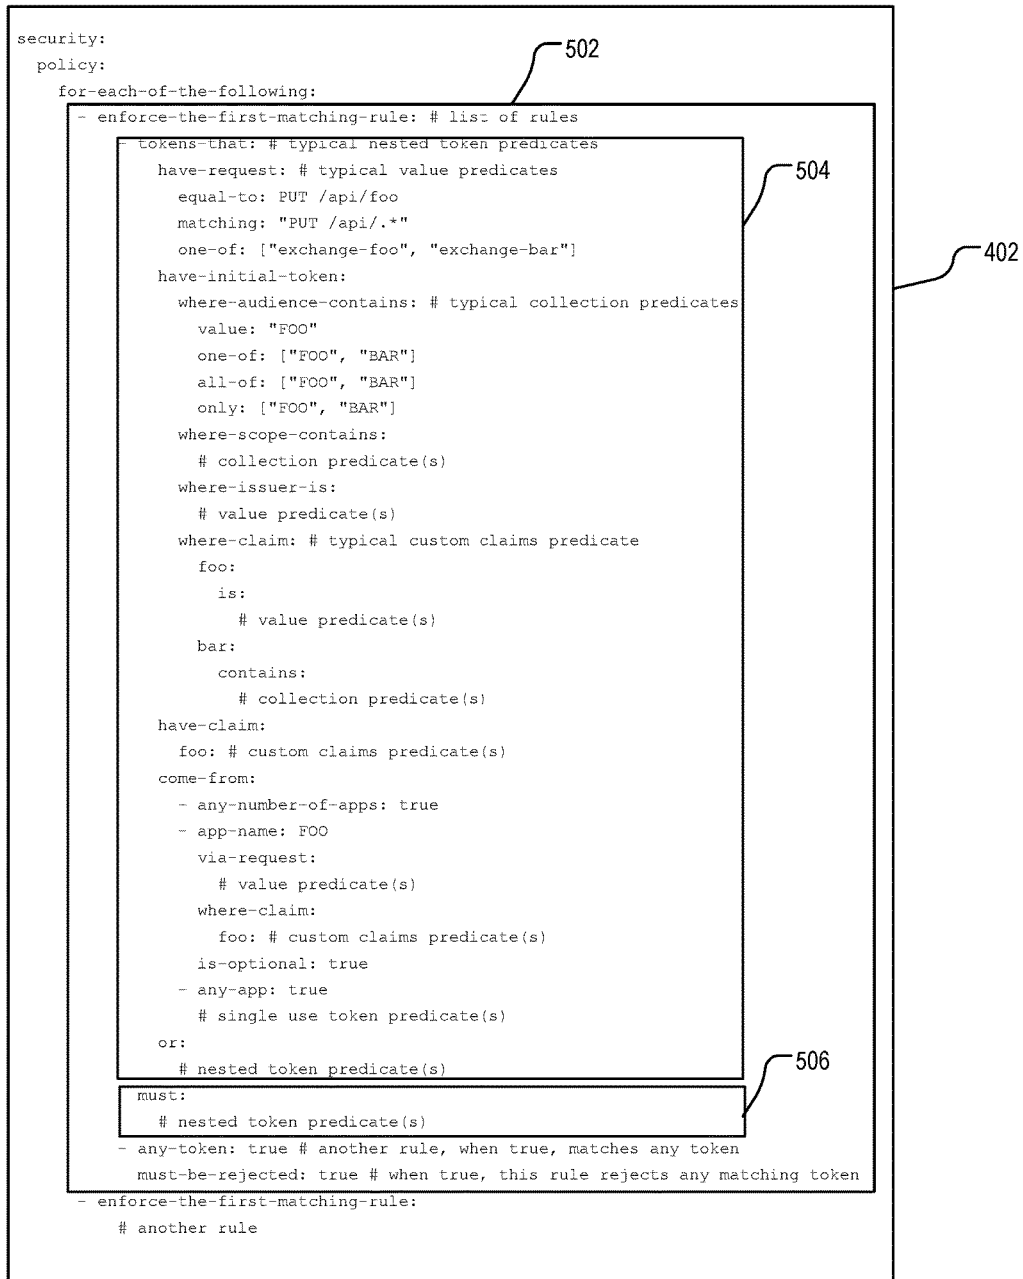 security:
policy:
for-each-of-the-following:
- enforce-the-first-matching-rule: # list of rules
- tokens-that: # typical nested token predicates
have-request: # typical value predicates
equal-to: PUT /api/foo
matching: "PUT /api/.*"
one-of: ["exchange-foo", "exchange-bar"]
have-initial-token:
where-audience-contains: # typical collection predicates
value: "FOO"
one-of: ["FOO", "BAR"]
all-of: ["FOO", "BAR"]
only: ["FOO", "BAR"]
where-scope-contains:
# collection predicate(s)
where-issuer-is:
# value predicate(s)
where-claim: # typical custom claims predicate
foo:
is:
# value predicate(s)
bar:
contains:
# collection predicate(s)
have-claim:
foo: # custom claims predicate(s)
come-from:
- any-number-of-apps: true
- app-name: FOO
via-request:
# value predicate(s)
where-claim:
foo: # custom claims predicate(s)
is-optional: true
- any-app: true
# single use token predicate(s)
or:
# nested token predicate(s)
must:
# nested token predicate(s)
- any-token: true # another rule, when true, matches any token
must-be-rejected: true # when true, this rule rejects any matching token
- enforce-the-first-matching-rule:
# another rule
502
504
402
506